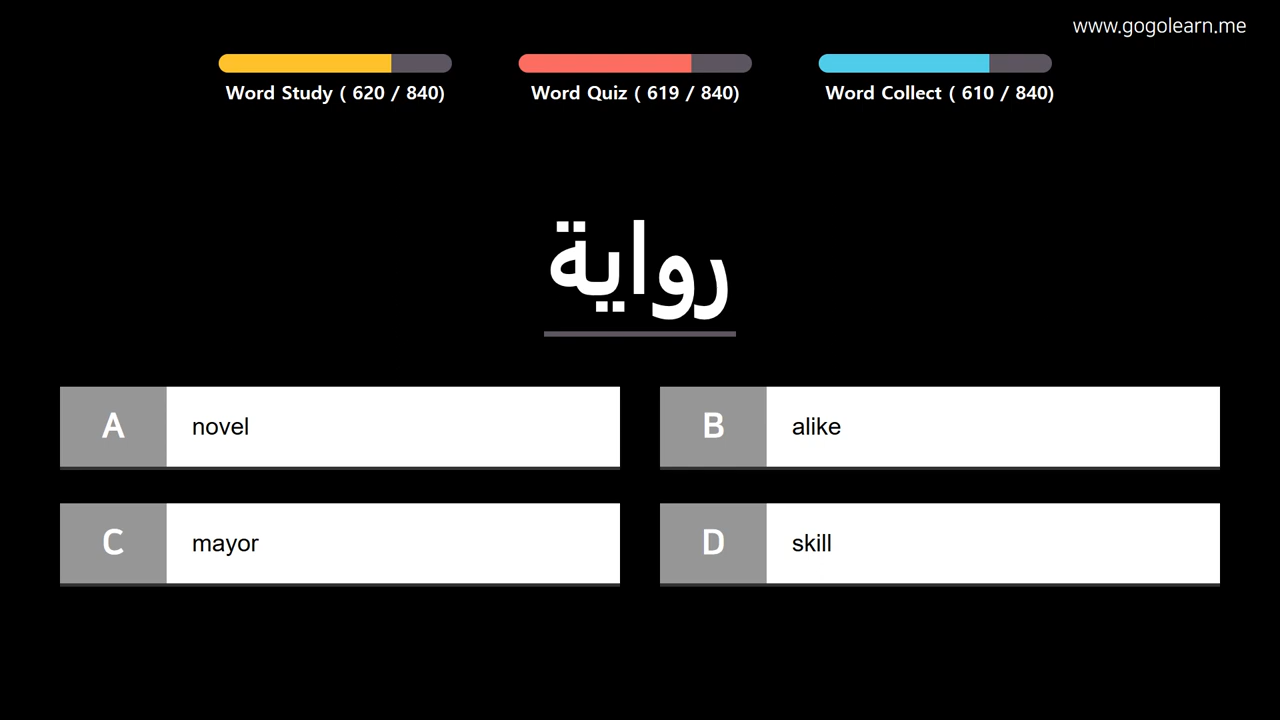 www.gogolearn.me
Word Study ( 620 / 840)
Word Quiz ( 619 / 840)
Word Collect ( 610 / 840)
رواية
A novel
B alike
C mayor
D skill